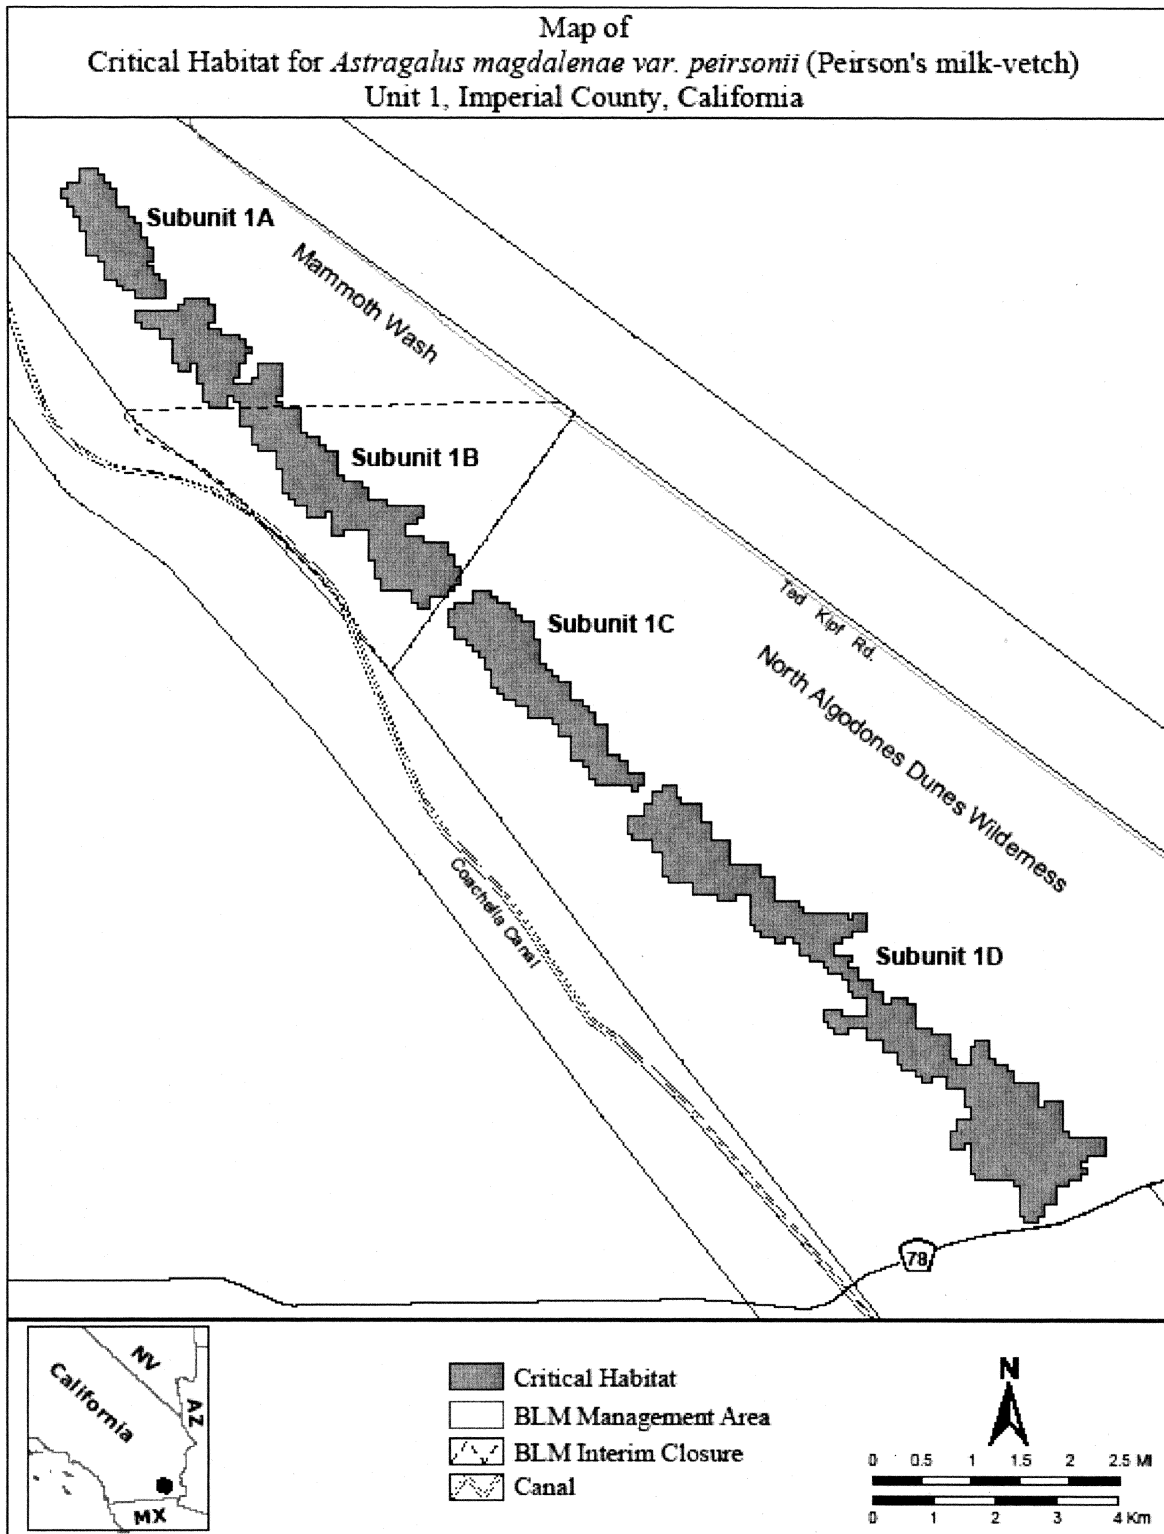 Map of
Critical Habitat for Astragalus magdalenae var. peirsonii (Peirson's milk-vetch)
Unit 1, Imperial County, California
Subunit 1A
Mammoth Wash
Subunit 1B
Ted Kipf Rd.
Subunit 1C
North Algodones Dunes Wilderness
Coachella Canal
Subunit 1D
78
NV
California
AZ
MX
Critical Habitat
BLM Management Area
BLM Interim Closure
Canal
N
0 0.5 1 1.5 2 2.5 MI
0 1 2 3 4 Km